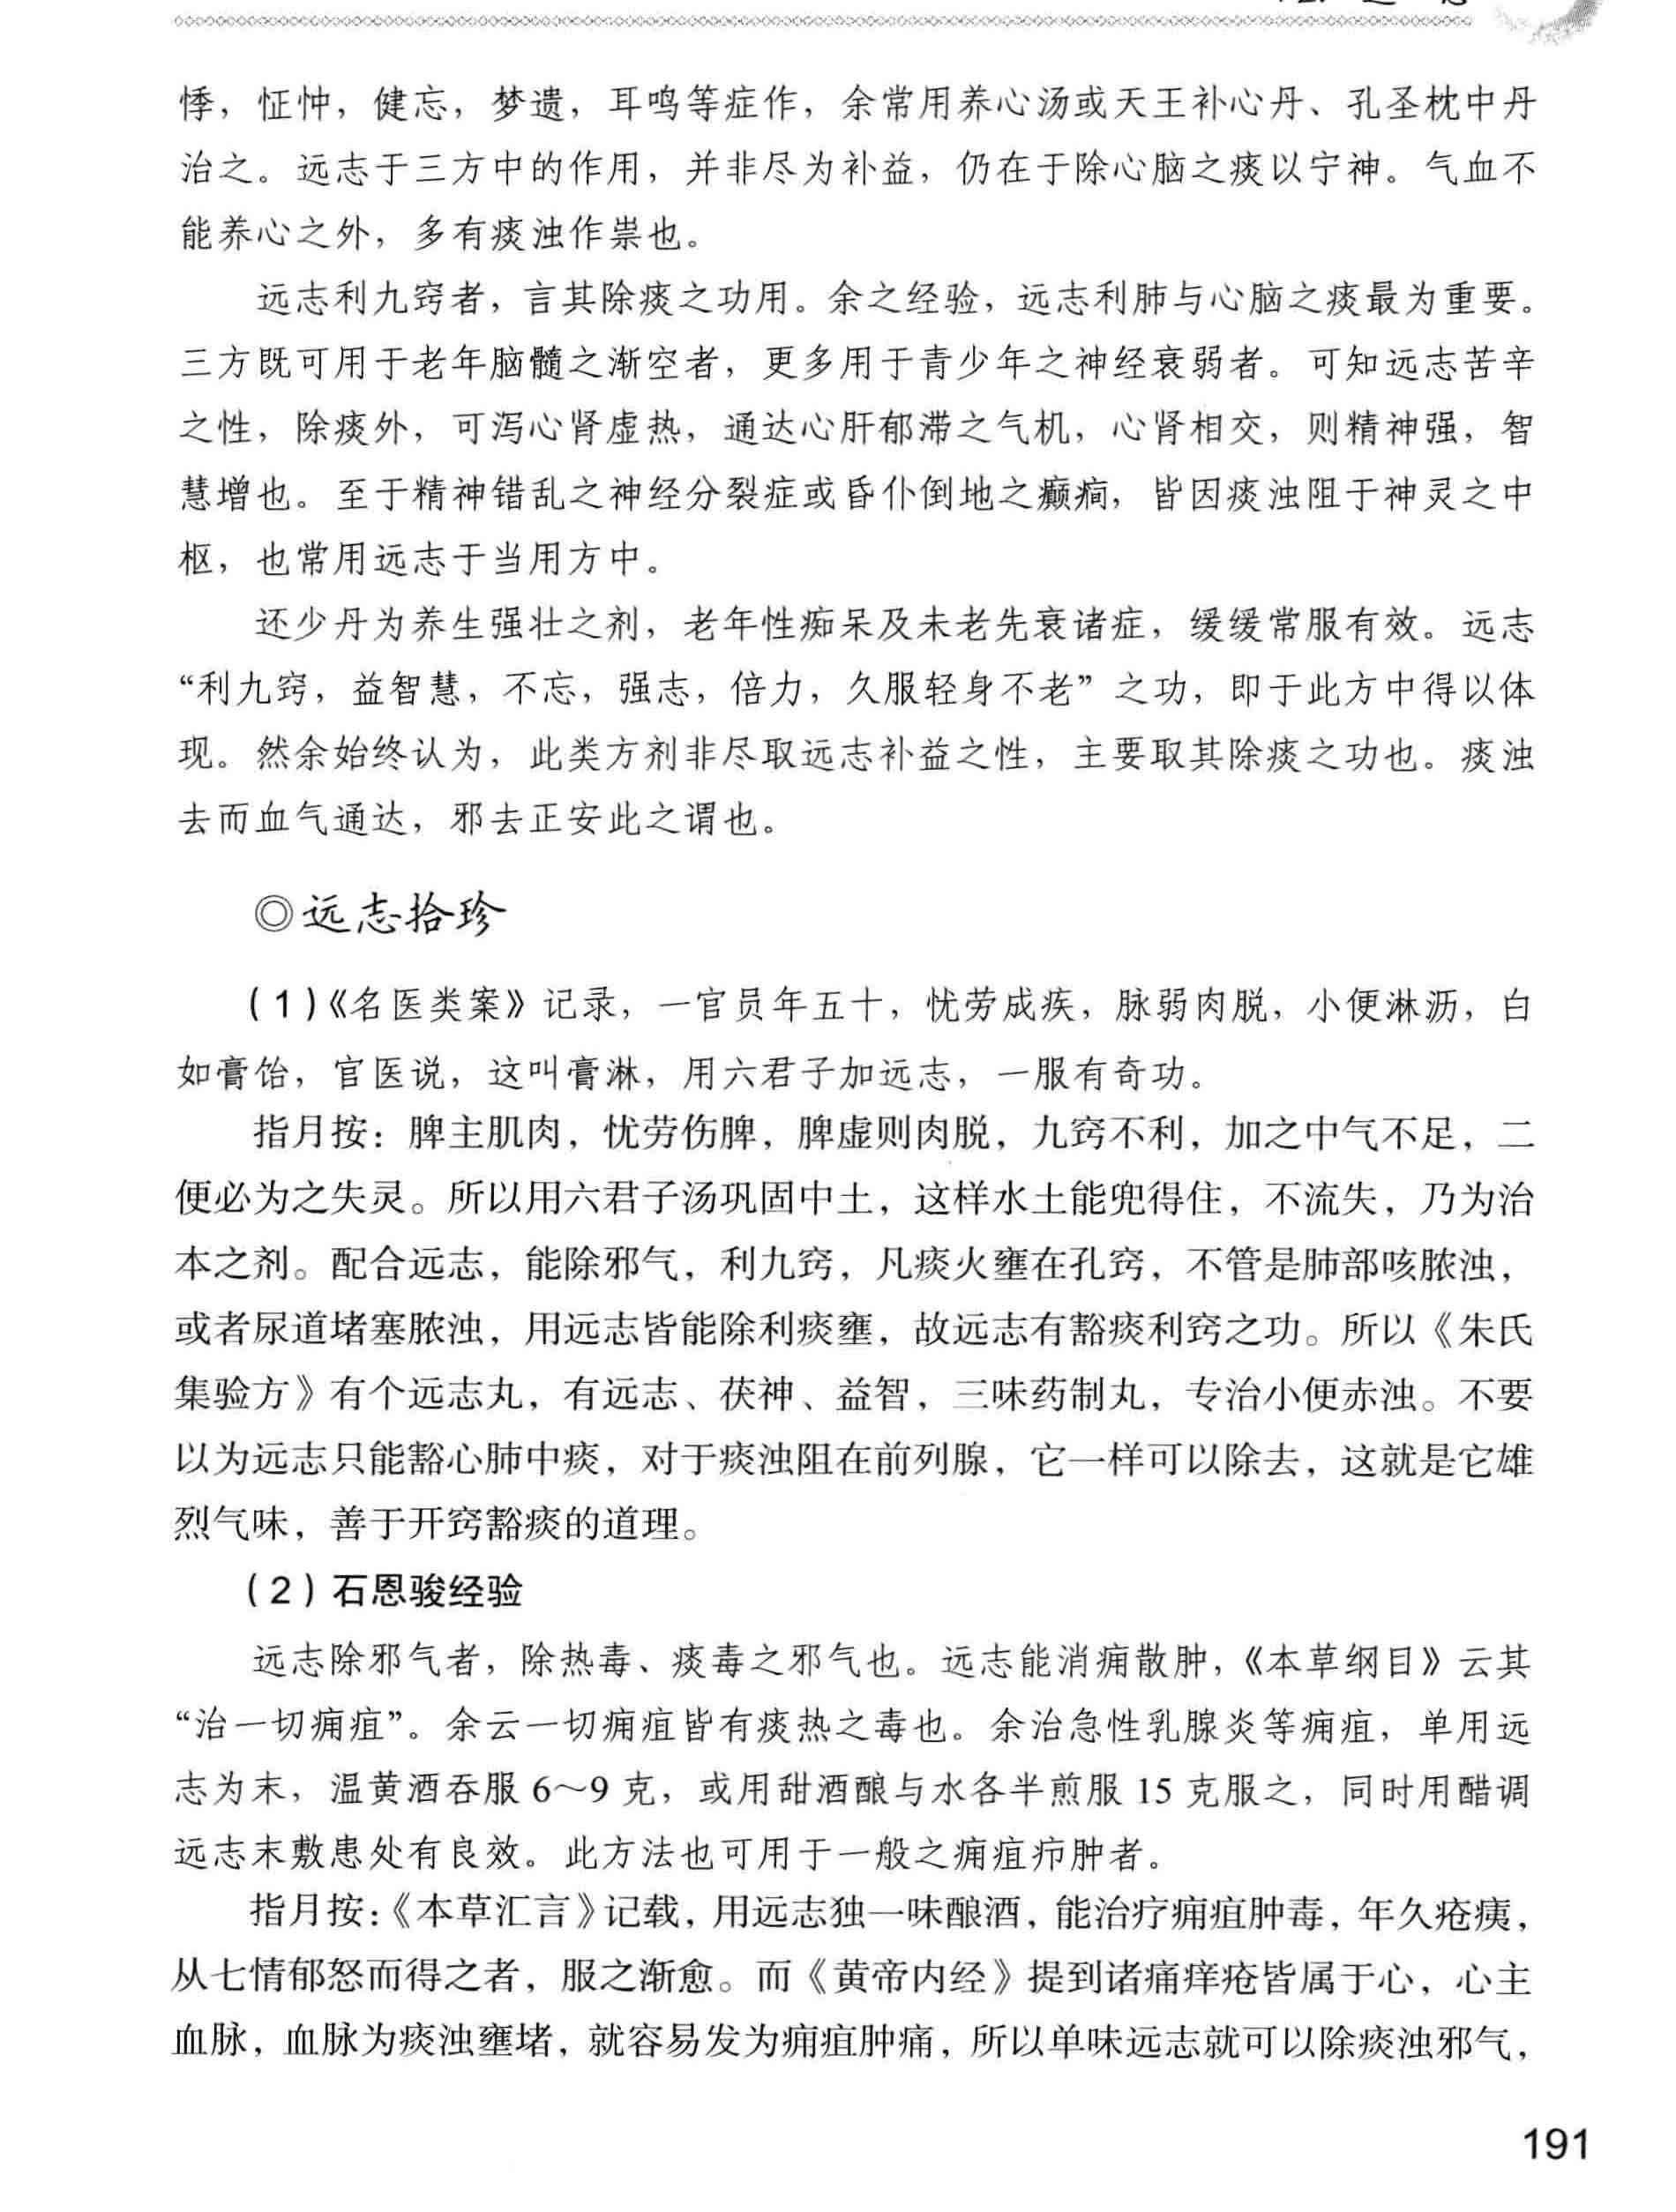 悸，怔忡，健忘，梦遗，耳鸣等症作，余常用养心汤或天王补心丹、孔圣枕中丹
治之。远志于三方中的作用，并非尽为补益，仍在于除心脑之痰以宁神。气血不
能养心之外，多有痰浊作祟也。
远志利九窍者，言其除痰之功用。余之经验，远志利肺与心脑之痰最为重要。
三方既可用于老年脑髓之渐空者，更多用于青少年之神经衰弱者。可知远志苦辛
之性，除痰外，可泻心肾虚热，通达心肝郁滞之气机，心肾相交，则精神强，智
慧增也。至于精神错乱之神经分裂症或昏仆倒地之癫痫，皆因痰浊阻于神灵之中
枢，也常用远志于当用方中。
还少丹为养生强壮之剂，老年性痴呆及未老先衰诸症，缓缓常服有效。远志
“利九窍，益智慧，不忘，强志，倍力，久服轻身不老”之功，即于此方中得以体
现。然余始终认为，此类方剂非尽取远志补益之性，主要取其除痰之功也。痰浊
去而血气通达，邪去正安此之谓也。
◎远志拾珍
(1)《名医类案》记录，一官员年五十，忧劳成疾，脉弱肉脱，小便淋沥，白
如膏饴，官医说，这叫膏淋，用六君子加远志，一服有奇功。
指月按：脾主肌肉，忧劳伤脾，脾虚则肉脱，九窍不利，加之中气不足，二
便必为之失灵。所以用六君子汤巩固中土，这样水土能兜得住，不流失，乃为治
本之剂。配合远志，能除邪气，利九窍，凡痰火壅在孔窍，不管是肺部咳脓浊，
或者尿道堵塞脓浊，用远志皆能除利痰壅，故远志有豁痰利窍之功。所以《朱氏
集验方》有个远志丸，有远志、茯神、益智，三味药制丸，专治小便赤浊。不要
以为远志只能豁心肺中痰，对于痰浊阻在前列腺，它一样可以除去，这就是它雄
烈气味，善于开窍豁痰的道理。
(2)石恩骏经验
远志除邪气者，除热毒、痰毒之邪气也。远志能消痈散肿，《本草纲目》云其
“治一切痈疽”。余云一切痈疽皆有痰热之毒也。余治急性乳腺炎等痈疽，单用远
志为末，温黄酒吞服 6～9 克，或用甜酒酿与水各半煎服 15 克服之，同时用醋调
远志末敷患处有良效。此方法也可用于一般之痈疽疖肿者。
指月按：《本草汇言》记载，用远志独一味酿酒，能治疗痈疽肿毒，年久疮痍，
从七情郁怒而得之者，服之渐愈。而《黄帝内经》提到诸痛痒疮皆属于心，心主
血脉，血脉为痰浊壅堵，就容易发为痈疽肿痛，所以单味远志就可以除痰浊邪气，
191